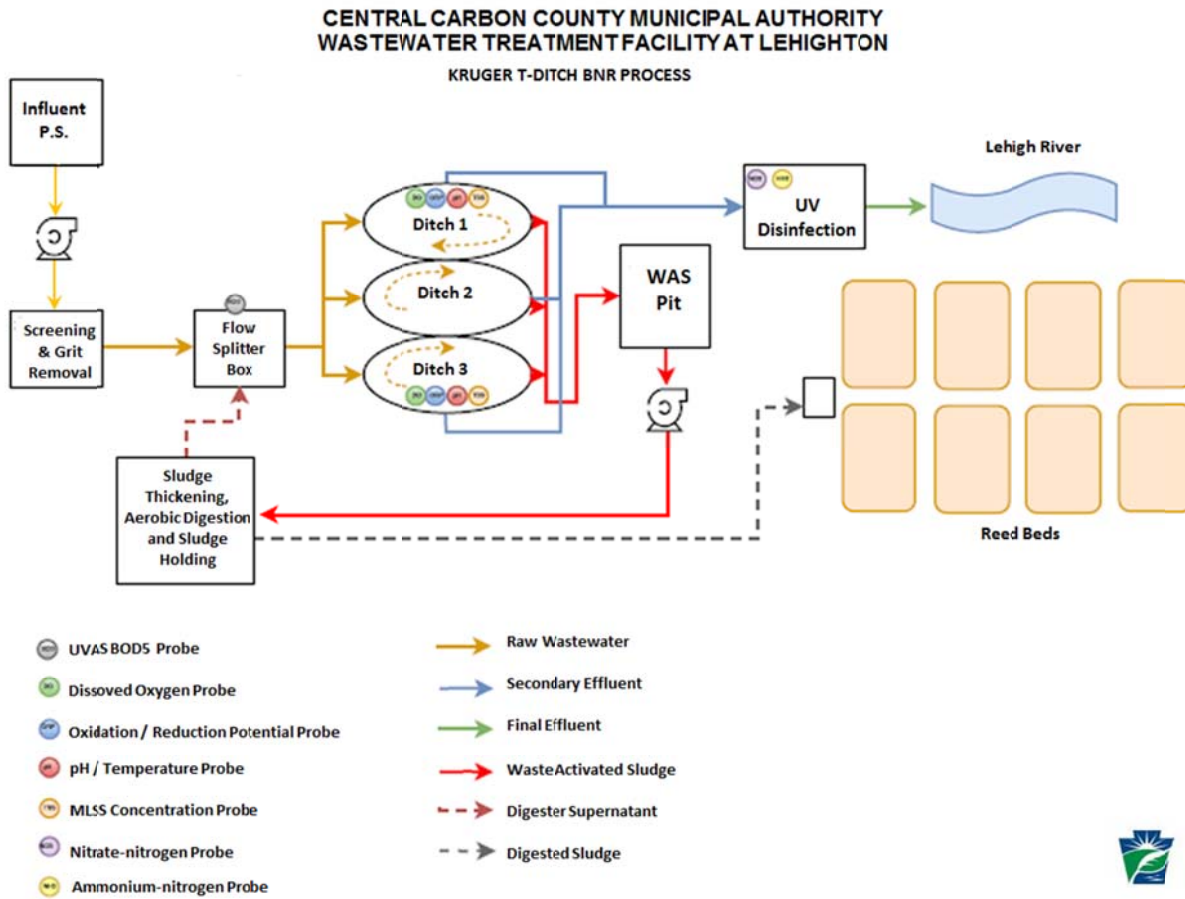 CENTRAL CARBON COUNTY MUNICIPAL AUTHORITY
WASTEWATER TREATMENT FACILITY AT LEHIGHTON
KRUGER T-DITCH BNR PROCESS
Influent
P.S.
Screening
& Grit
Removal
Flow
Splitter
Box
Ditch 1
Ditch 2
Ditch 3
WAS
Pit
UV
Disinfection
Lehigh River
Reed Beds
Sludge
Thickening,
Aerobic Digestion
and Sludge
Holding
UVAS BOD5 Probe
Dissoved Oxygen Probe
Oxidation / Reduction Potential Probe
pH / Temperature Probe
MLSS Concentration Probe
Nitrate-nitrogen Probe
Ammonium-nitrogen Probe
Raw Wastewater
Secondary Effluent
Final Effluent
WasteActivated Sludge
Digester Supernatant
Digested Sludge